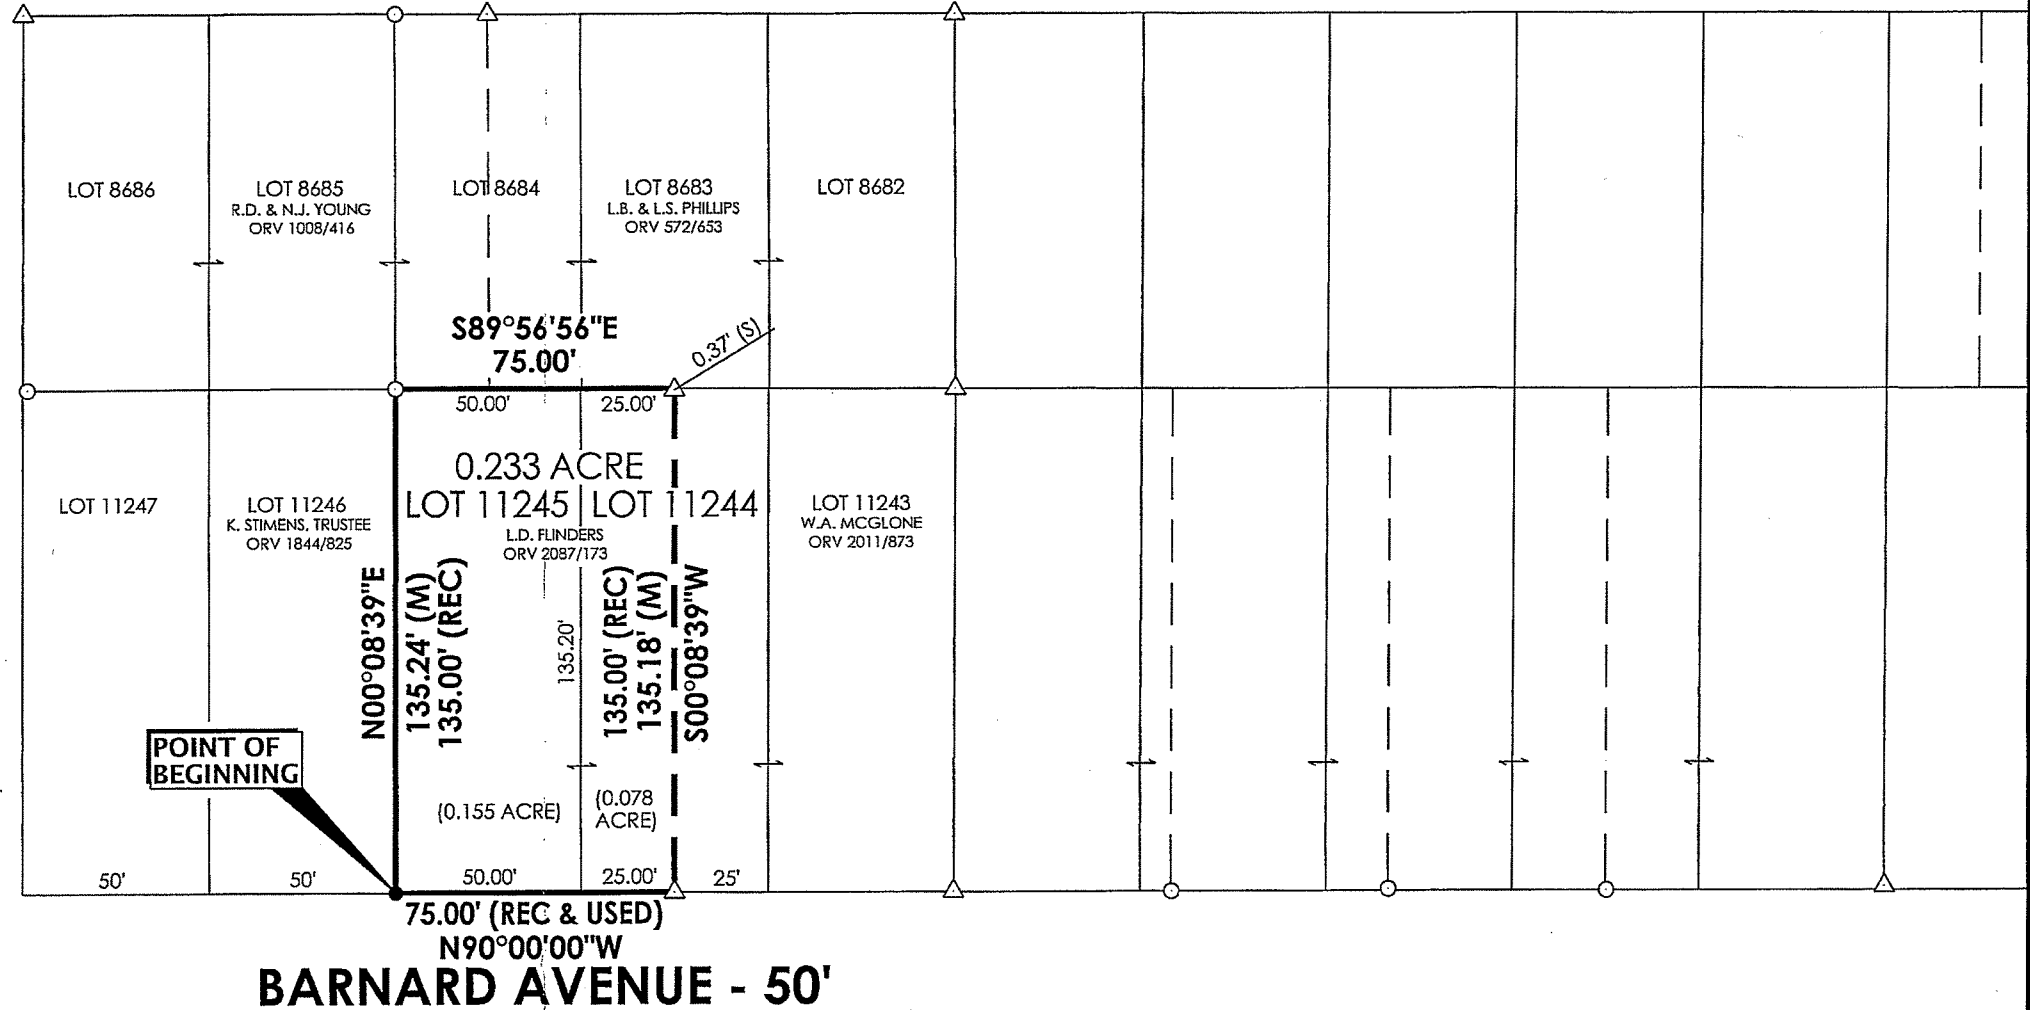 LOT 8686
LOT 8685
R.D. & N.J. YOUNG
ORV 1008/416
LOT 8684
LOT 8683
L.B. & L.S. PHILLIPS
ORV 572/653
LOT 8682
S89°56'56"E
75.00'
0.37' (S)
50.00'
25.00'
0.233 ACRE
LOT 11247
LOT 11246
K. STIMENS, TRUSTEE
ORV 1844/825
LOT 11245
LOT 11244
L.D. FLINDERS
ORV 2087/173
LOT 11243
W.A. MCGLONE
ORV 2011/873
N00°08'39"E
135.24' (M)
135.00' (REC)
135.20'
135.00' (REC)
135.18' (M)
S00°08'39"W
POINT OF
BEGINNING
(0.155 ACRE)
(0.078
ACRE)
50'
50'
50.00'
25.00'
25'
75.00' (REC & USED)
N90°00'00"W
BARNARD AVENUE - 50'